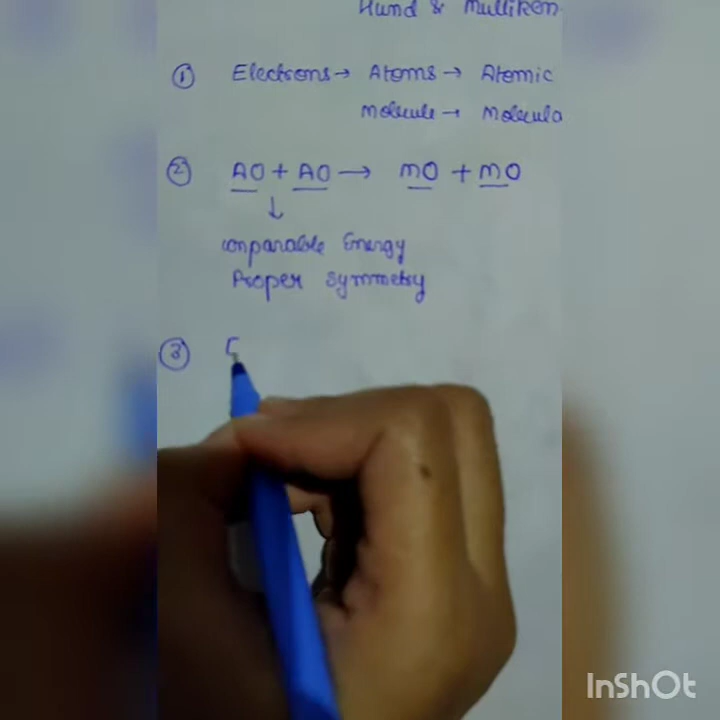 Hund & Mulliken
① Electrons → Atoms → Atomic
Molecule → Molecula
② AO + AO → MO + MO
↓
comparable Energy
Proper symmetry
③
InShOt